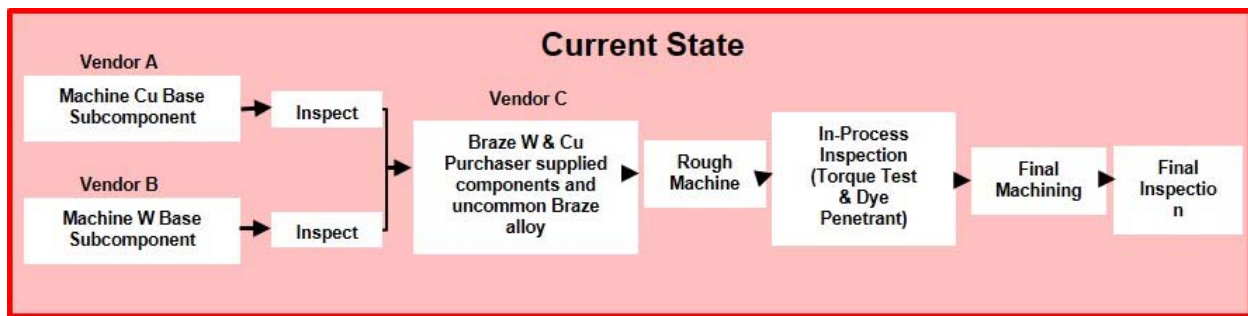 Current State
Vendor A
Machine Cu Base
Subcomponent
Inspect
Vendor B
Machine W Base
Subcomponent
Inspect
Vendor C
Braze W & Cu
Purchaser supplied
components and
uncommon Braze
alloy
Rough
Machine
In-Process
Inspection
(Torque Test
& Dye
Penetrant)
Final
Machining
Final
Inspectio
n